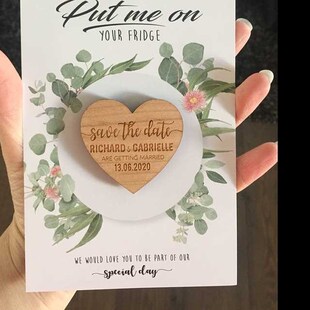 Put me on
YOUR FRIDGE
save the date
RICHARD & GABRIELLE
ARE GETTING MARRIED
13.06.2020
WE WOULD LOVE YOU TO BE PART OF OUR
special day